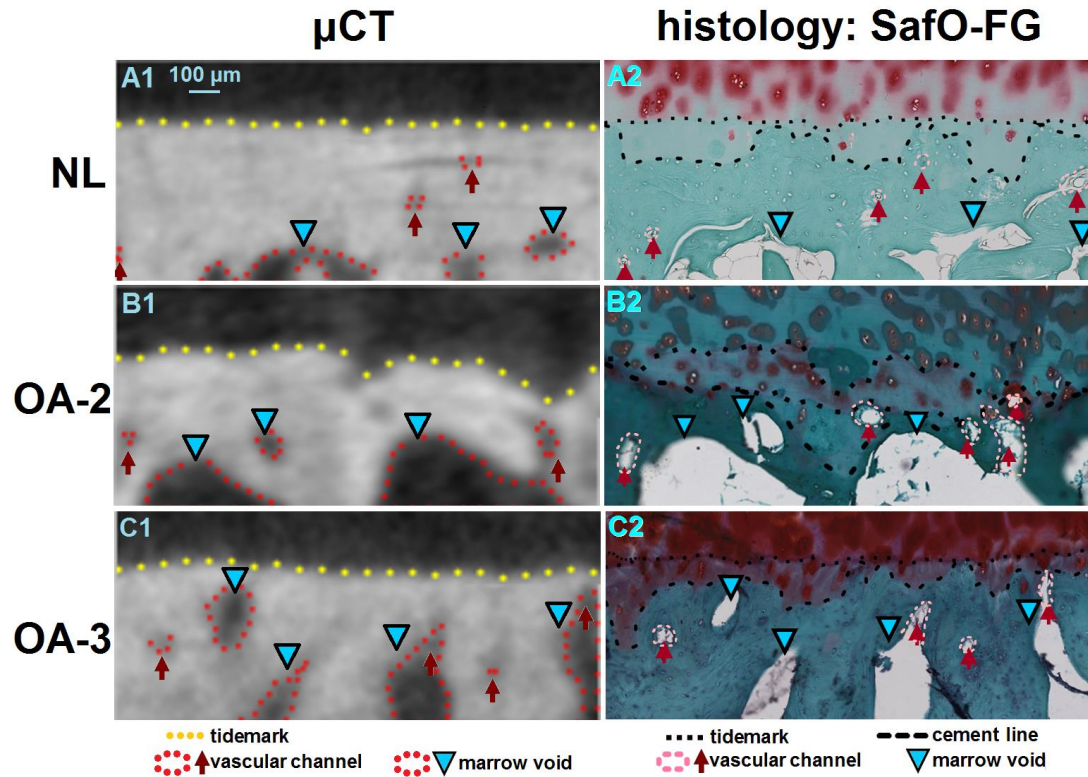 µCT histology: SafO-FG
A1 100 µm A2
NL
B1 B2
OA-2
C1 C2
OA-3
tidemark tidemark cement line
vascular channel marrow void vascular channel marrow void